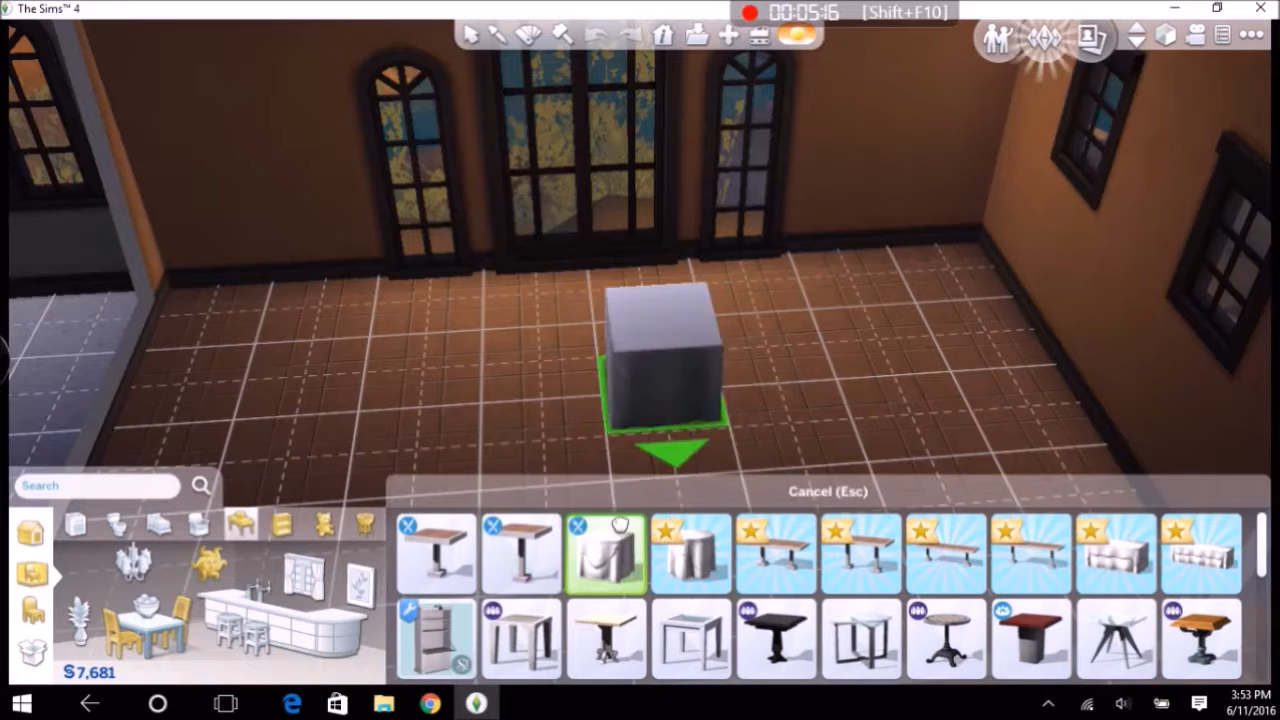 The Sims™ 4
00:05:16 [Shift+F10]
Search
Cancel (Esc)
§7,681
3:53 PM
6/11/2016